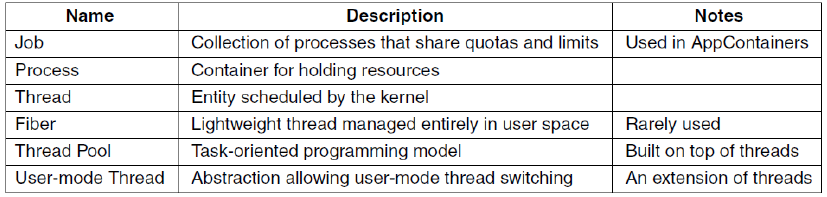 Name Description Notes
Job Collection of processes that share quotas and limits Used in AppContainers
Process Container for holding resources
Thread Entity scheduled by the kernel
Fiber Lightweight thread managed entirely in user space Rarely used
Thread Pool Task-oriented programming model Built on top of threads
User-mode Thread Abstraction allowing user-mode thread switching An extension of threads